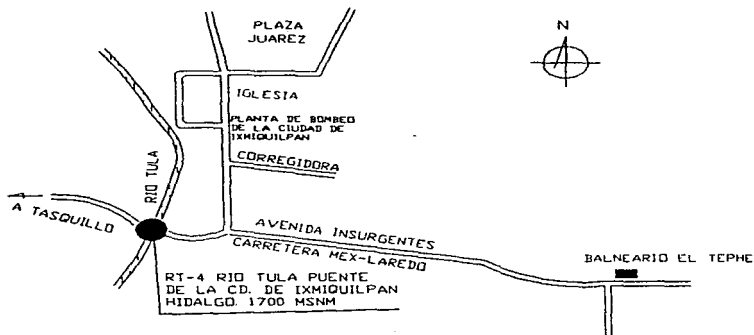 PLAZA
JUAREZ
N
IGLESIA
PLANTA DE BOMBEO
DE LA CIUDAD DE
IXMIQUILPAN
CORREGIDORA
RIO TULA
A TASQUILLO
AVENIDA INSURGENTES
CARRETERA MEX-LAREDO
BALNEARIO EL TEPHE
RT-4 RIO TULA PUENTE
DE LA CD. DE IXMIQUILPAN
HIDALGO. 1700 MSNM